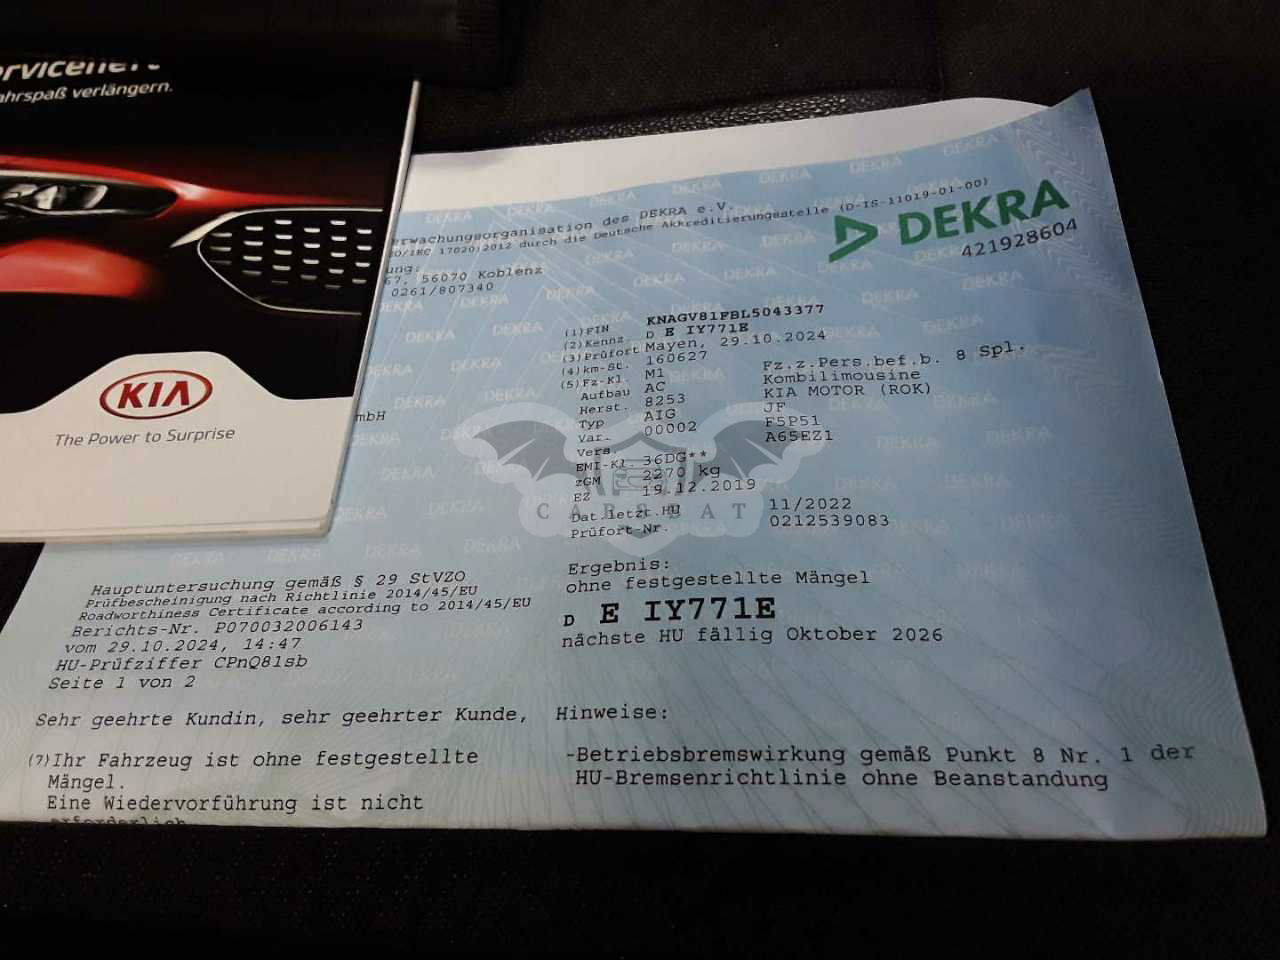 ahrspaß verlängern.
KIA
The Power to Surprise
DEKRA
421928604
erwachungsorganisation des DEKRA e.V.
IEC 17020:2012 durch die Deutsche Akkreditierungsstelle (D-IS-11019-01-00)
ung:
67, 56070 Koblenz
0261/807340
mbH
(1) FIN KNAGV81FBL5043377
(2) Kennz. D E IY771E
(3) Prüfort Mayen, 29.10.2024
(4) km-St. 160627
(5) Fz-Kl. M1 Fz.z.Pers.bef.b. 8 Spl.
Aufbau AC Kombilimousine
Herst. 8253 KIA MOTOR (ROK)
Typ AIG JF
Var. 00002 F5P51
Vers. A65EZ1
EMI-Kl. 36DG**
zGM 2270 kg
EZ 19.12.2019
Dat.letzt.HU 11/2022
Prüfort-Nr. 0212539083
CARSBAT
Hauptuntersuchung gemäß § 29 StVZO
Prüfbescheinigung nach Richtlinie 2014/45/EU
Roadworthiness Certificate according to 2014/45/EU
Berichts-Nr. P070032006143
vom 29.10.2024, 14:47
HU-Prüfziffer CPnQ81sb
Seite 1 von 2
Ergebnis:
ohne festgestellte Mängel
D E IY771E
nächste HU fällig Oktober 2026
Sehr geehrte Kundin, sehr geehrter Kunde,
(7) Ihr Fahrzeug ist ohne festgestellte
Mängel.
Eine Wiedervorführung ist nicht
erforderlich
Hinweise:
-Betriebsbremswirkung gemäß Punkt 8 Nr. 1 der
HU-Bremsenrichtlinie ohne Beanstandung